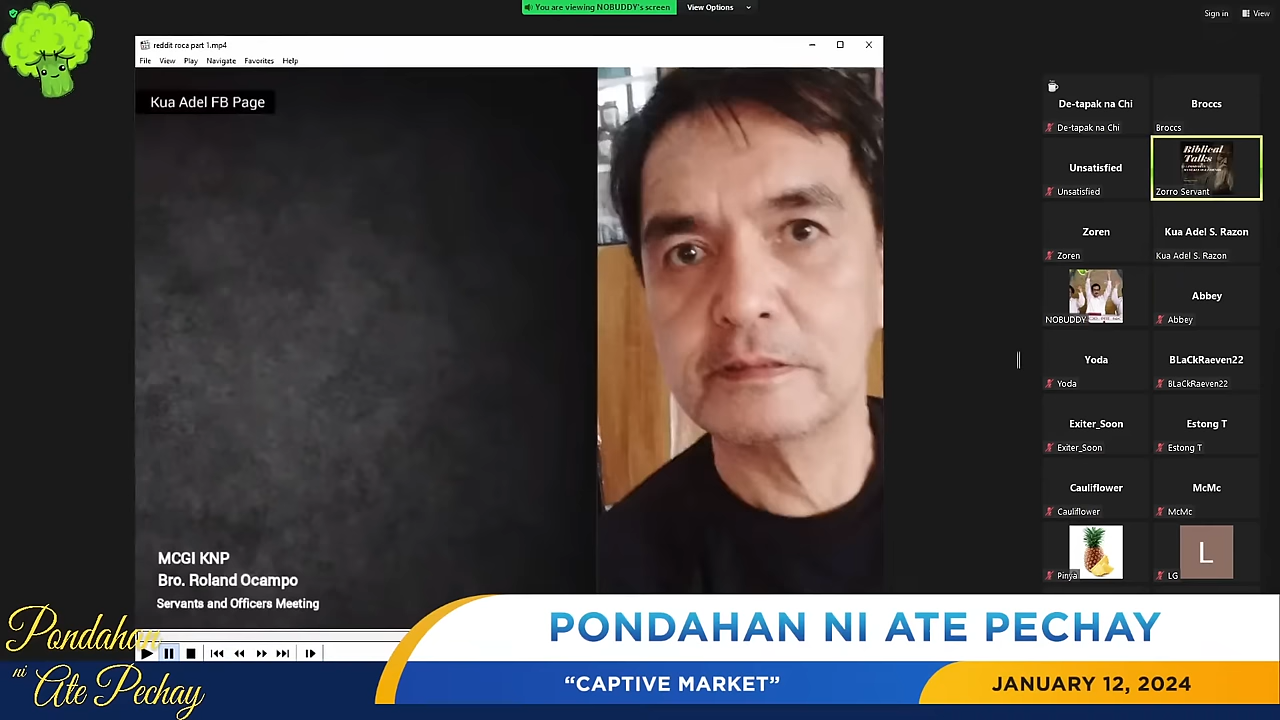 You are viewing NOBUDDY's screen
View Options
Sign in
View
reddit roca part 1.mp4
File View Play Navigate Favorites Help
Kua Adel FB Page
De-tapak na Chi
De-tapak na Chi
Broccs
Broccs
Unsatisfied
Unsatisfied
Biblical
Talks
Zorro Servant
Zoren
Zoren
Kua Adel S. Razon
Kua Adel S. Razon
NOBUDDY
Abbey
Abbey
Yoda
Yoda
BLaCkRaeven22
BLaCkRaeven22
Exiter_Soon
Exiter_Soon
Estong T
Estong T
Cauliflower
Cauliflower
McMc
McMc
Pinya
L
LG
MCGI KNP
Bro. Roland Ocampo
Servants and Officers Meeting
Pondahan
ni
Ate Pechay
PONDAHAN NI ATE PECHAY
“CAPTIVE MARKET”
JANUARY 12, 2024